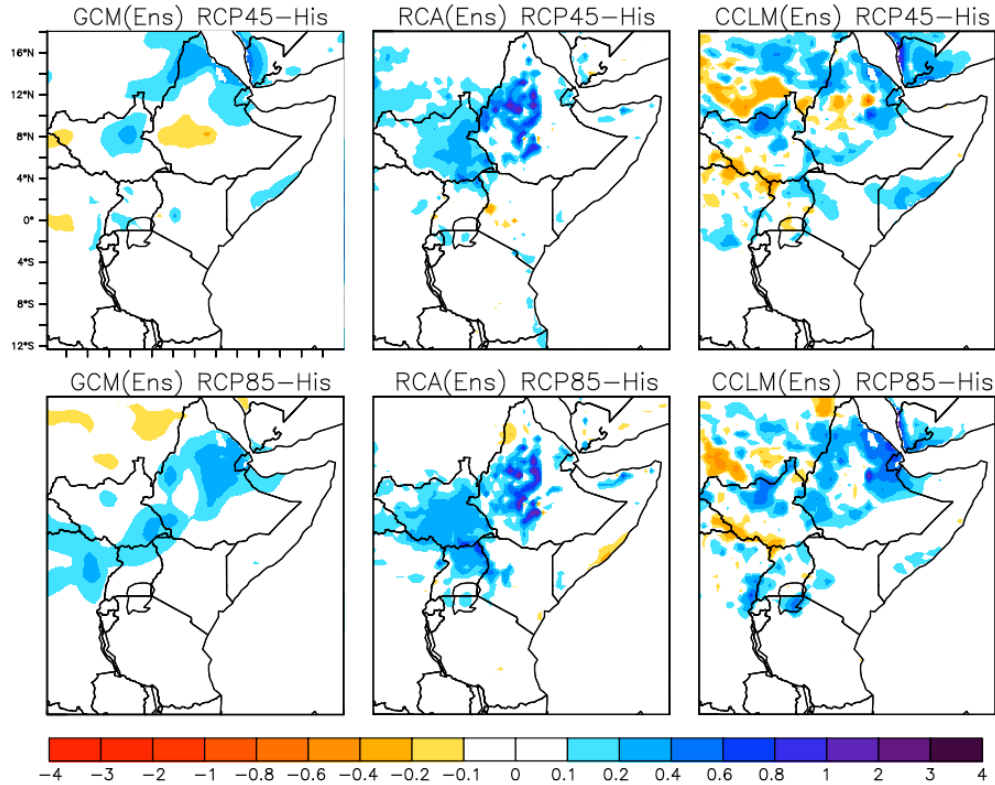 GCM(Ens) RCP45-His
RCA(Ens) RCP45-His
CCLM(Ens) RCP45-His
16°N
12°N
8°N
4°N
0°
4°S
8°S
12°S
GCM(Ens) RCP85-His
RCA(Ens) RCP85-His
CCLM(Ens) RCP85-His
-4 -2 -1 -0.8 -0.6 -0.4 -0.2 -0.1 0 0.1 0.2 0.4 0.6 0.8 1 2 3 4